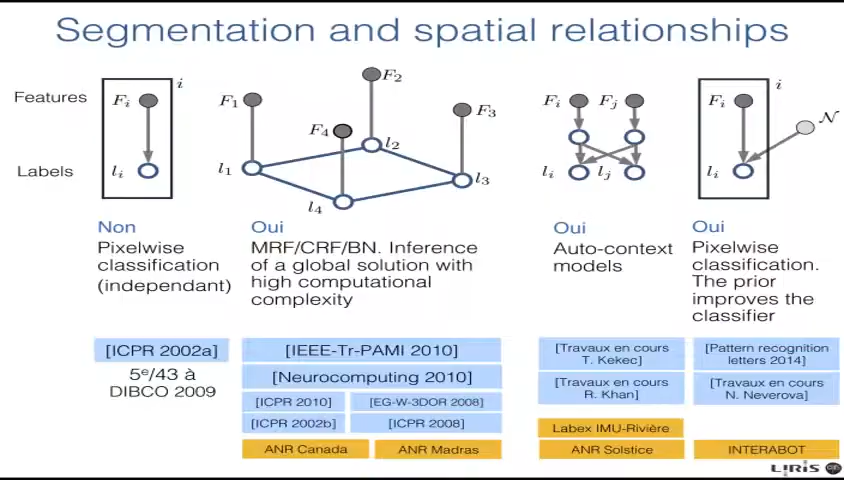 Segmentation and spatial relationships
Features
Labels
Fi
i
li
F1
F2
F3
F4
l1
l2
l3
l4
Fi
Fj
li
lj
Fi
i
N
li
Non
Pixelwise
classification
(independant)
Oui
MRF/CRF/BN. Inference
of a global solution with
high computational
complexity
Oui
Auto-context
models
Oui
Pixelwise
classification.
The prior
improves the
classifier
[ICPR 2002a]
5e/43 à
DIBCO 2009
[IEEE-Tr-PAMI 2010]
[Neurocomputing 2010]
[ICPR 2010]
[EG-W-3DOR 2008]
[ICPR 2002b]
[ICPR 2008]
ANR Canada
ANR Madras
[Travaux en cours
T. Kekec]
[Travaux en cours
R. Khan]
Labex IMU-Rivière
ANR Solstice
[Pattern recognition
letters 2014]
[Travaux en cours
N. Neverova]
INTERABOT
LIRIS